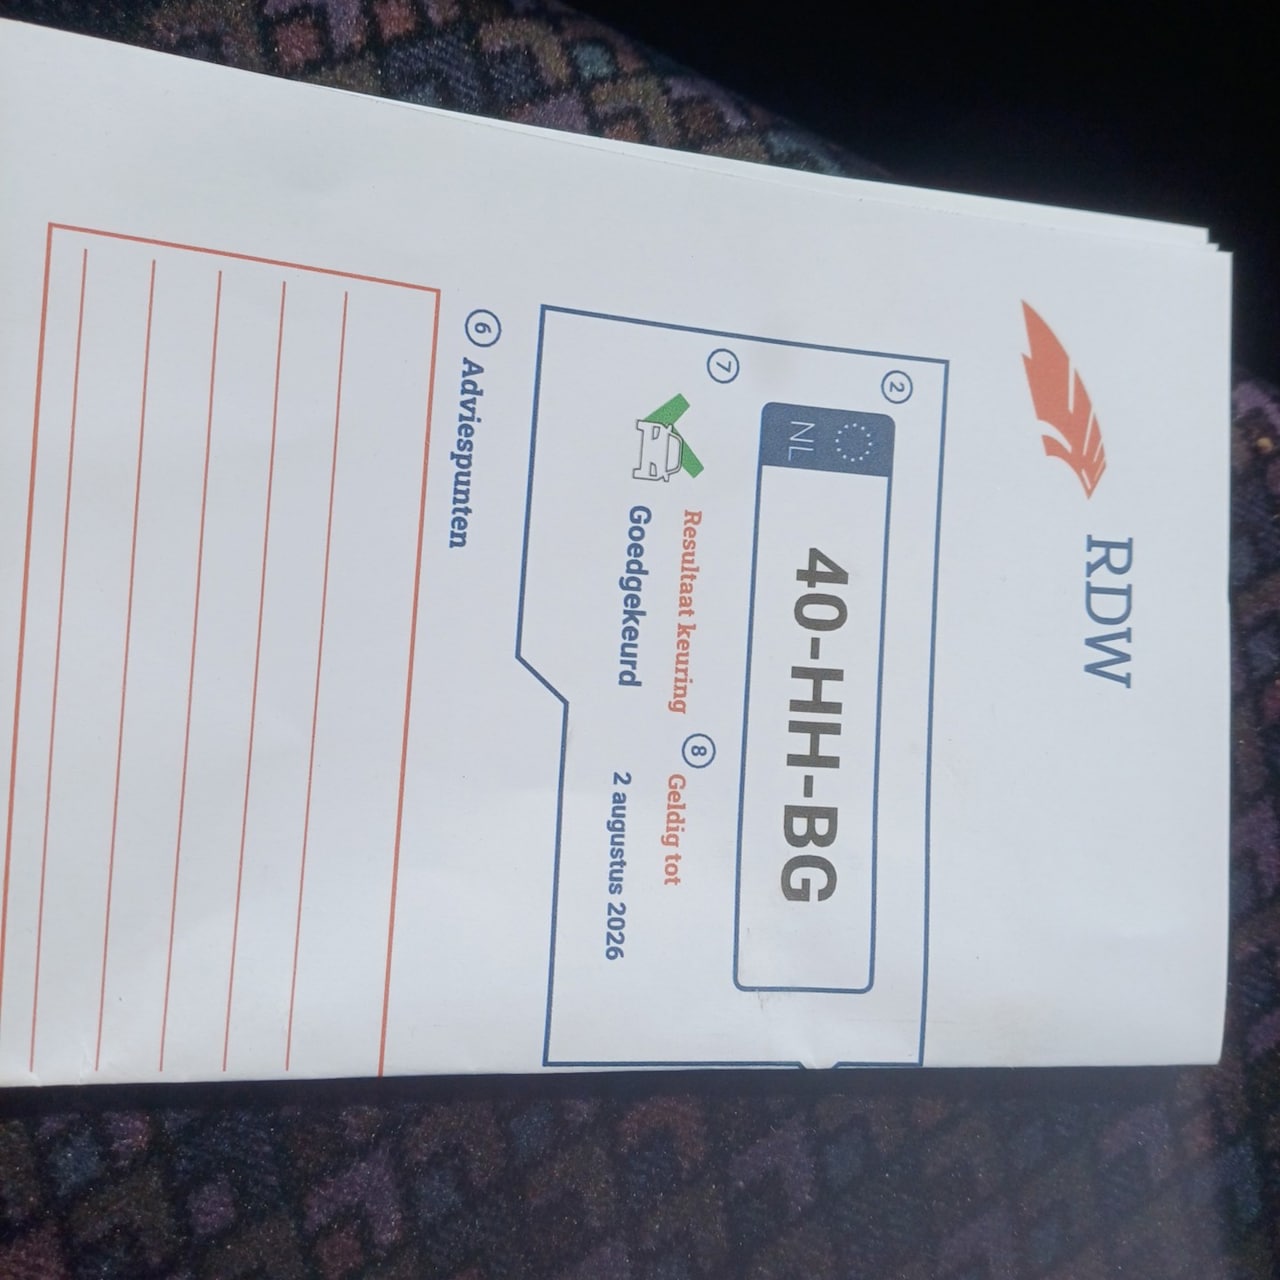 RDW
2
NL 40-HH-BG
7 Resultaat keuring
Goedgekeurd
8 Geldig tot
2 augustus 2026
6 Adviespunten